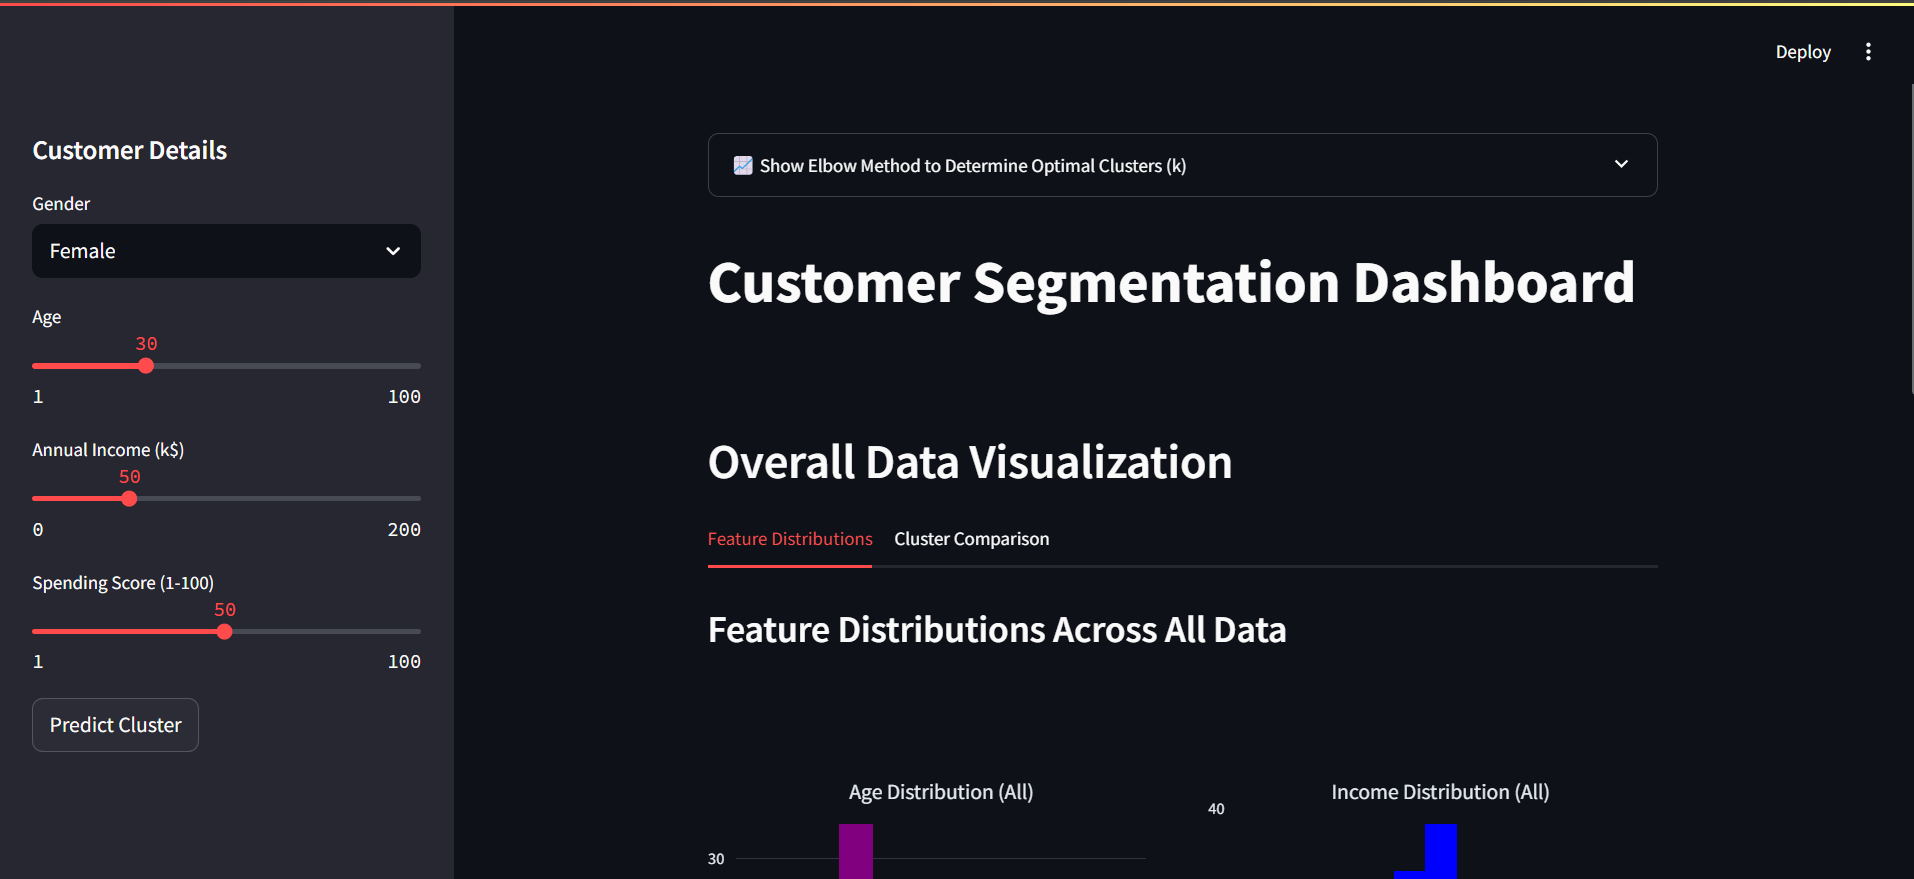 Deploy
Customer Details
Gender
Female
Age
30
1 100
Annual Income (k$)
50
0 200
Spending Score (1-100)
50
1 100
Predict Cluster
📈 Show Elbow Method to Determine Optimal Clusters (k)
Customer Segmentation Dashboard
Overall Data Visualization
Feature Distributions Cluster Comparison
Feature Distributions Across All Data
Age Distribution (All)
30
Income Distribution (All)
40